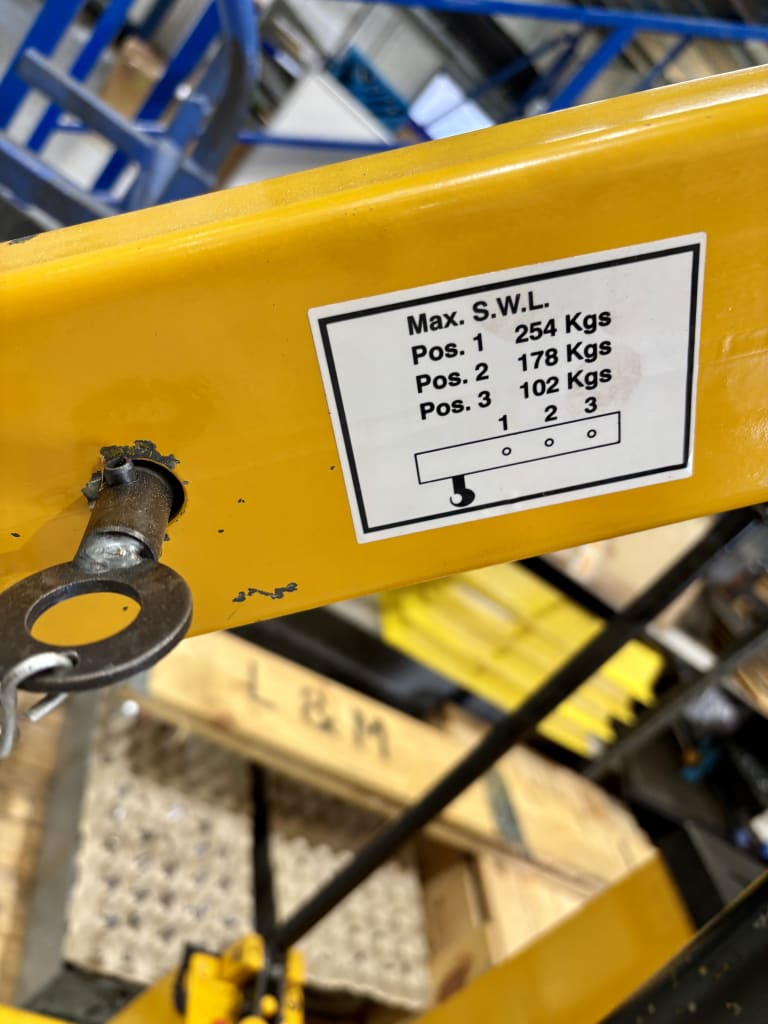 Max. S.W.L.
Pos. 1 254 Kgs
Pos. 2 178 Kgs
Pos. 3 102 Kgs
1 2 3
L & M